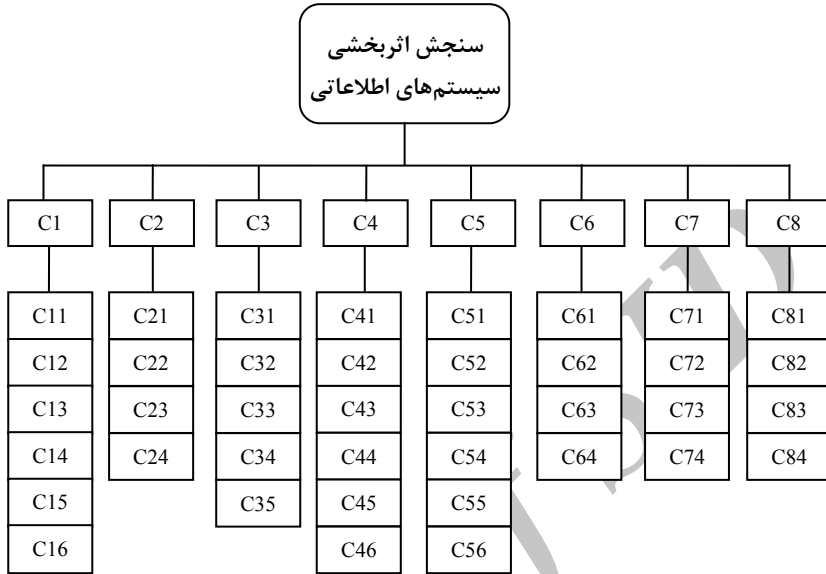 سنجش اثربخشی
سیستم‌های اطلاعاتی
C1 C2 C3 C4 C5 C6 C7 C8
C11 C21 C31 C41 C51 C61 C71 C81
C12 C22 C32 C42 C52 C62 C72 C82
C13 C23 C33 C43 C53 C63 C73 C83
C14 C24 C34 C44 C54 C64 C74 C84
C15 C35 C45 C55
C16 C46 C56